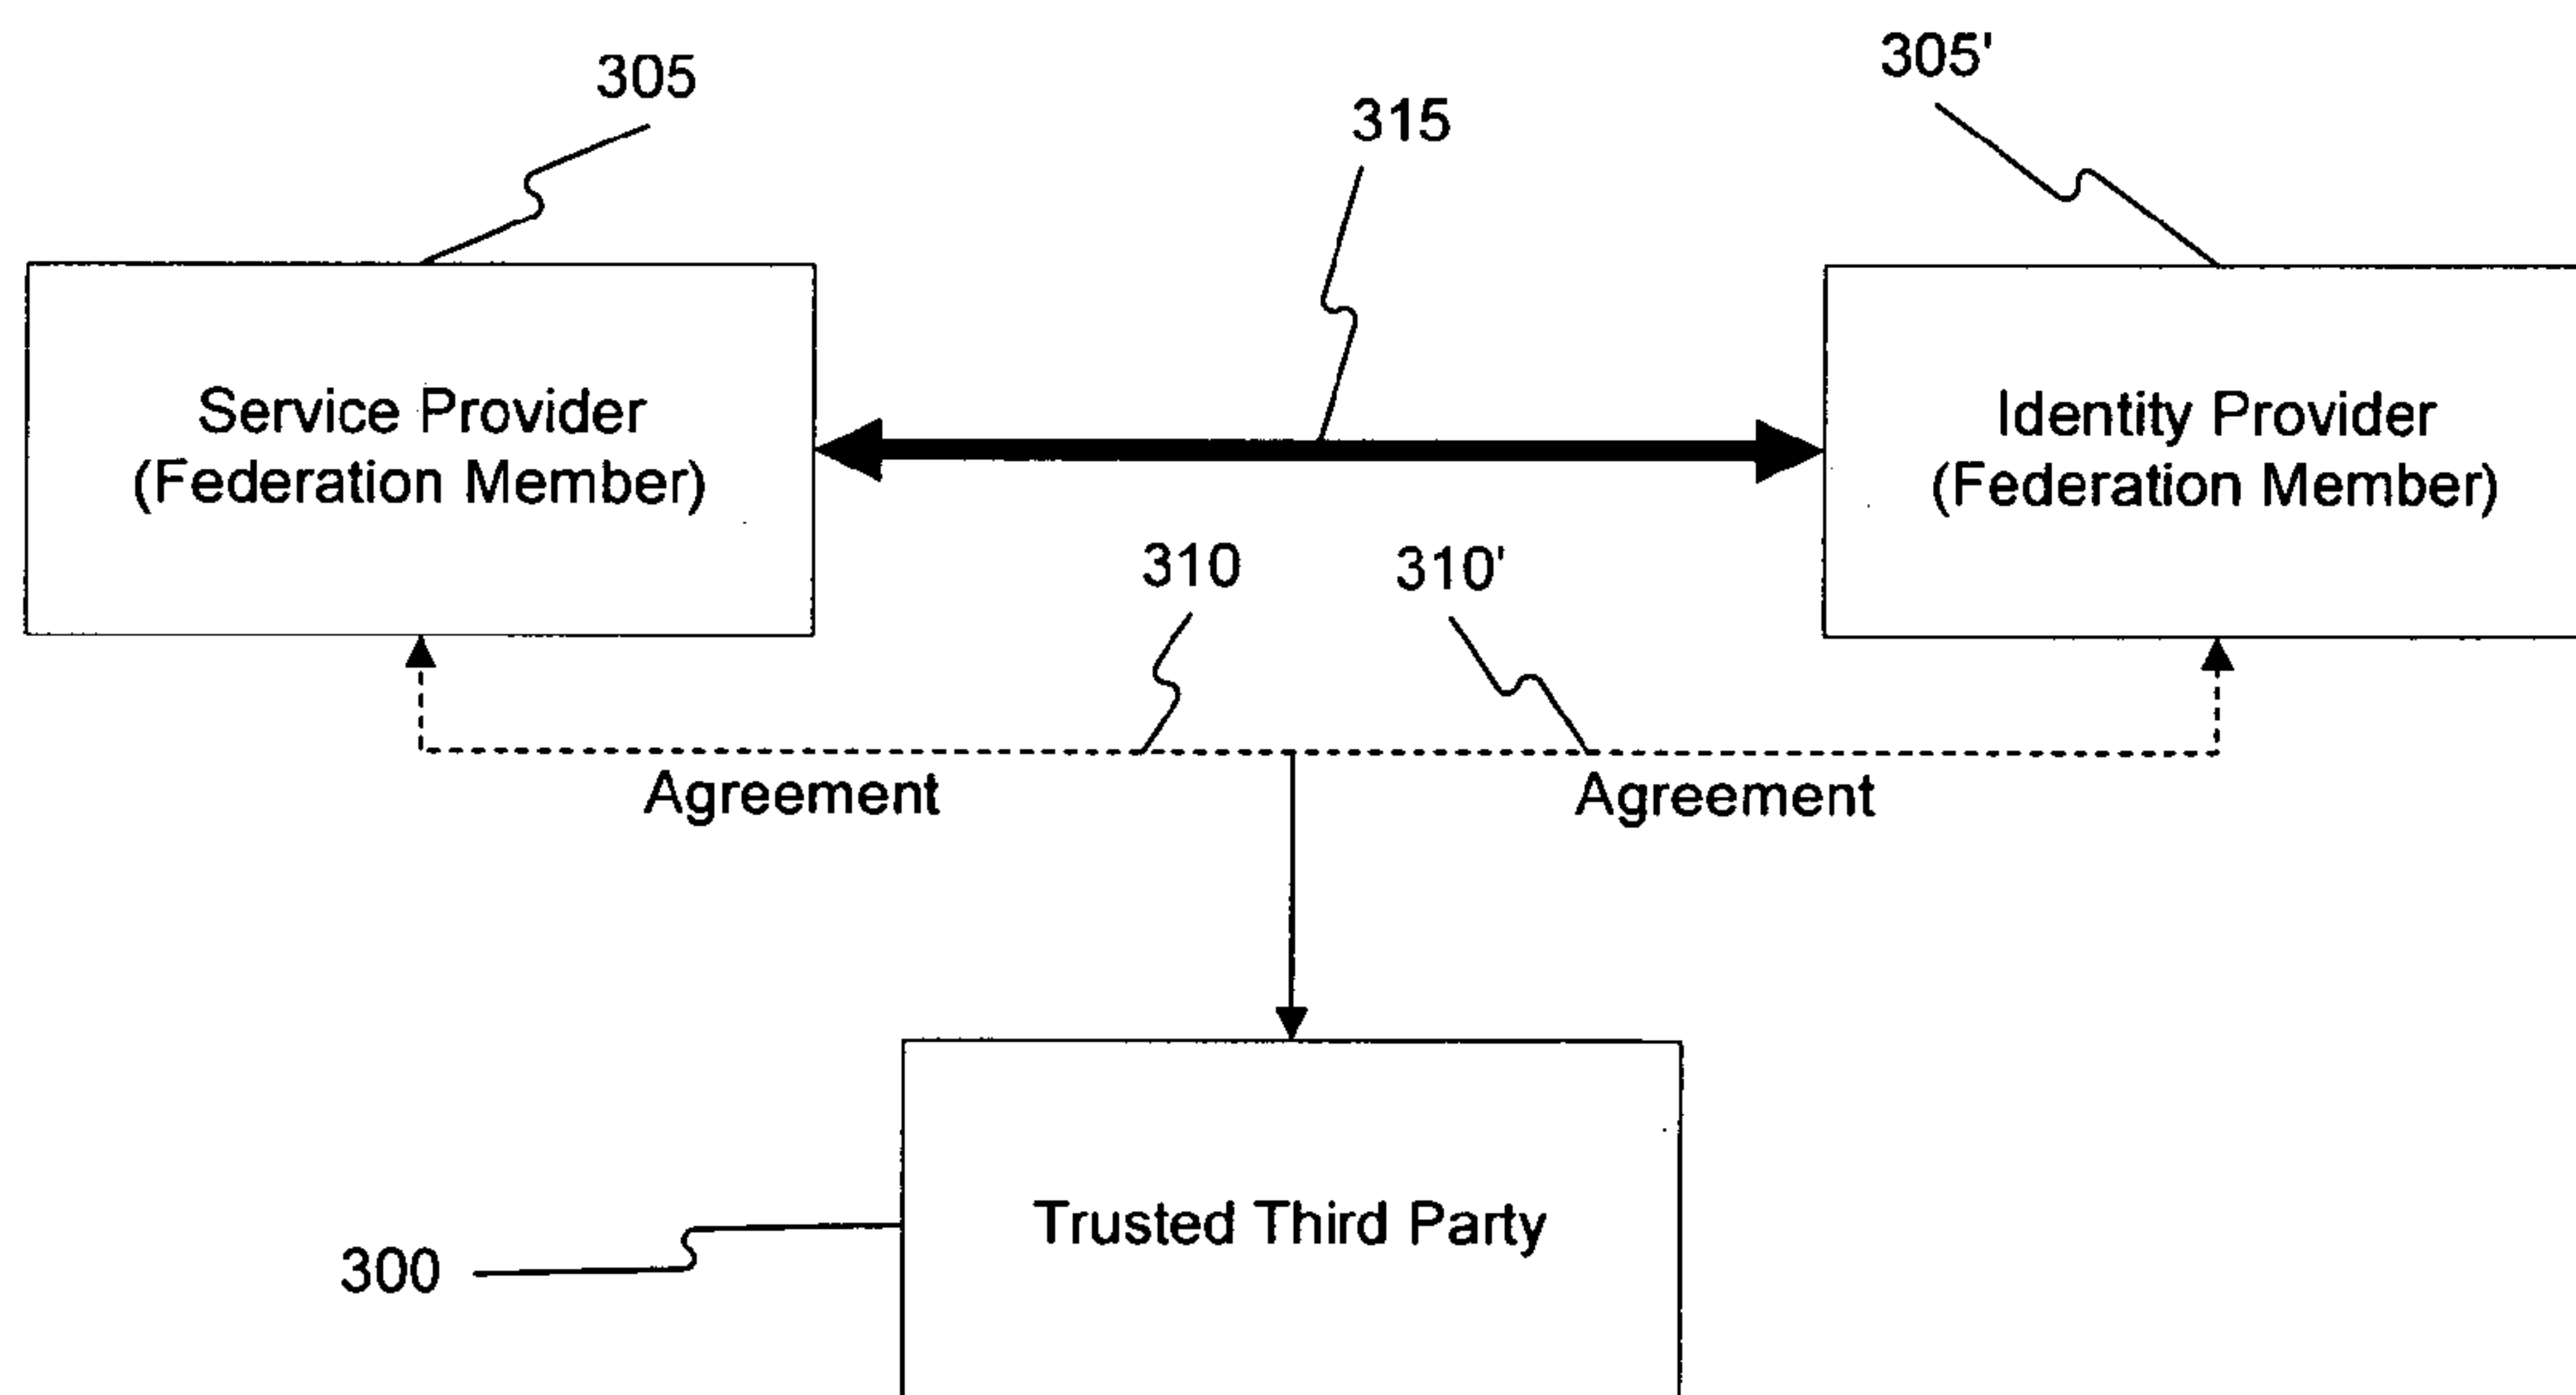 305
305'
315
Service Provider
(Federation Member)
Identity Provider
(Federation Member)
310
310'
Agreement
Agreement
Trusted Third Party
300